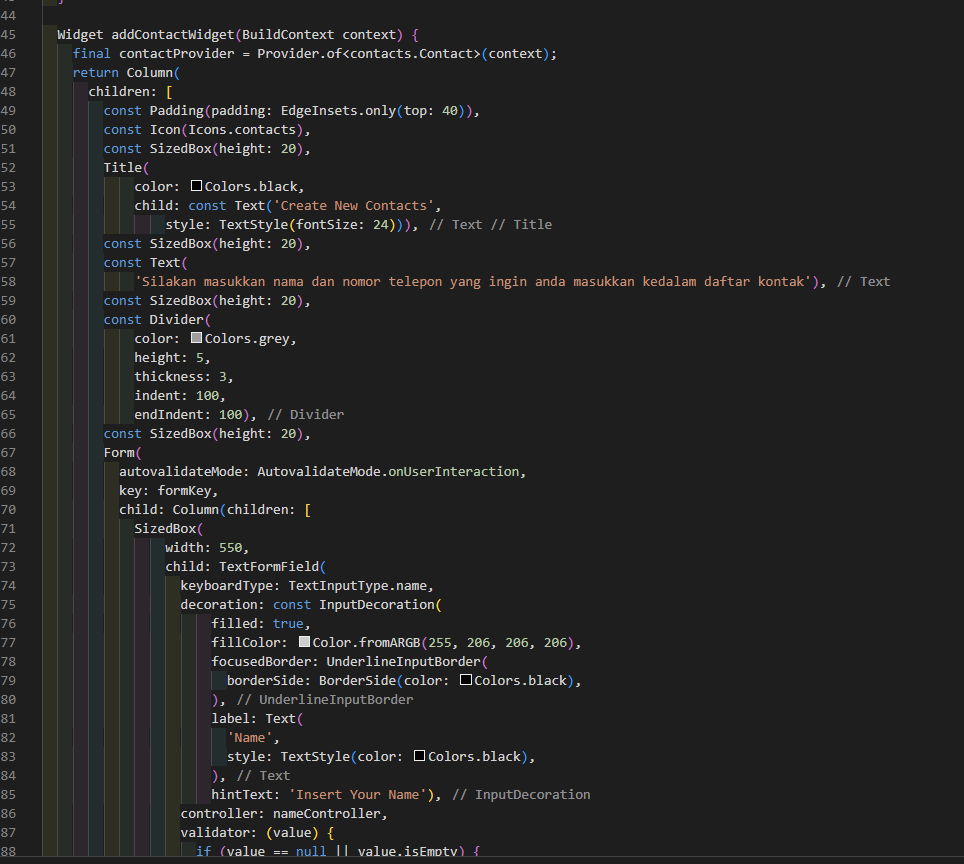 44
45 Widget addContactWidget(BuildContext context) {
46 final contactProvider = Provider.of<contacts.Contact>(context);
47 return Column(
48 children: [
49 const Padding(padding: EdgeInsets.only(top: 40)),
50 const Icon(Icons.contacts),
51 const SizedBox(height: 20),
52 Title(
53 color: Colors.black,
54 child: const Text('Create New Contacts',
55 style: TextStyle(fontSize: 24))), // Text // Title
56 const SizedBox(height: 20),
57 const Text(
58 'Silakan masukkan nama dan nomor telepon yang ingin anda masukkan kedalam daftar kontak'), // Text
59 const SizedBox(height: 20),
60 const Divider(
61 color: Colors.grey,
62 height: 5,
63 thickness: 3,
64 indent: 100,
65 endIndent: 100), // Divider
66 const SizedBox(height: 20),
67 Form(
68 autovalidateMode: AutovalidateMode.onUserInteraction,
69 key: formKey,
70 child: Column(children: [
71 SizedBox(
72 width: 550,
73 child: TextFormField(
74 keyboardType: TextInputType.name,
75 decoration: const InputDecoration(
76 filled: true,
77 fillColor: Color.fromARGB(255, 206, 206, 206),
78 focusedBorder: UnderlineInputBorder(
79 borderSide: BorderSide(color: Colors.black),
80 ), // UnderlineInputBorder
81 label: Text(
82 'Name',
83 style: TextStyle(color: Colors.black),
84 ), // Text
85 hintText: 'Insert Your Name'), // InputDecoration
86 controller: nameController,
87 validator: (value) {
88 if (value == null || value.isEmpty) {